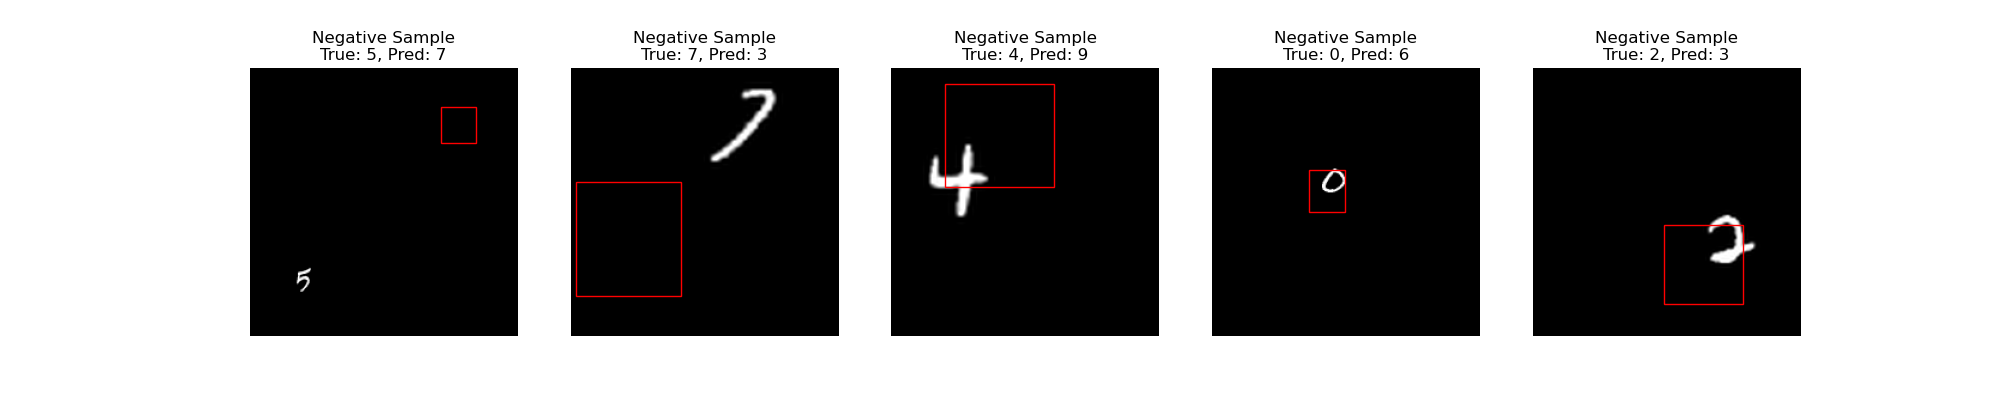 Negative Sample
True: 5, Pred: 7
Negative Sample
True: 7, Pred: 3
Negative Sample
True: 4, Pred: 9
Negative Sample
True: 0, Pred: 6
Negative Sample
True: 2, Pred: 3
5
7
4
0
2